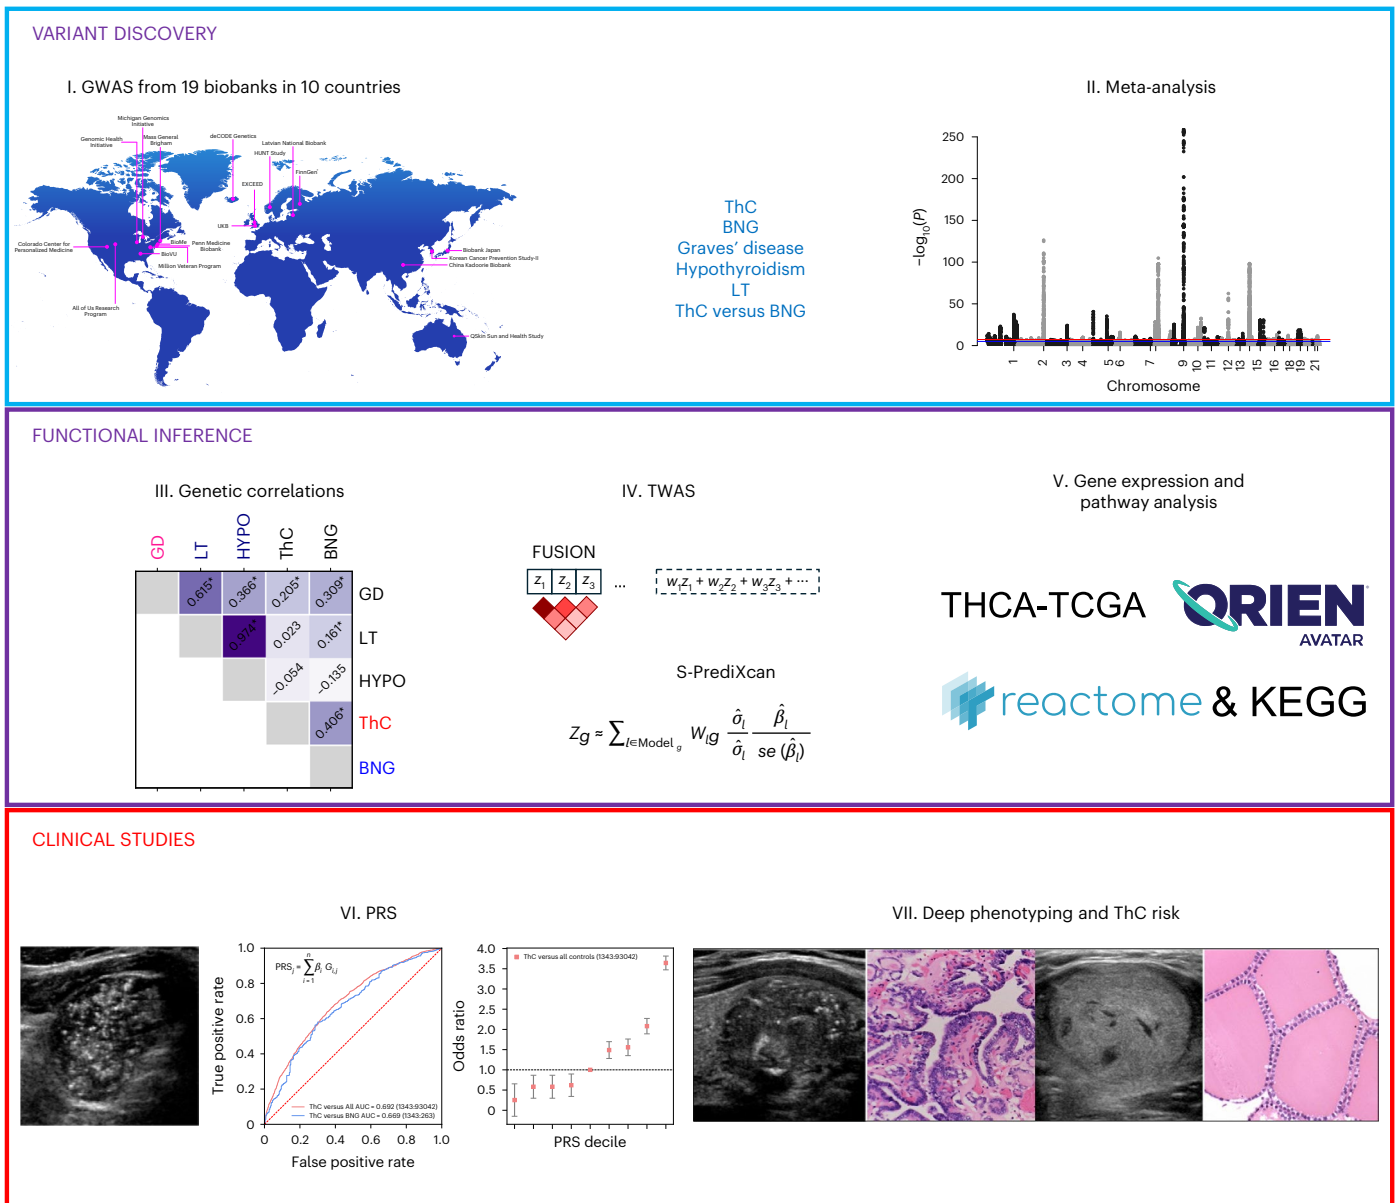 VARIANT DISCOVERY
I. GWAS from 19 biobanks in 10 countries
Michigan Genomics
Initiative
Genomic Health
Initiative
Mass General
Brigham
deCODE Genetics
Latvian National Biobank
HUNT Study
FinnGen
EXCEED
UKB
Colorado Center for
Personalized Medicine
BioMe
Penn Medicine
Biobank
BioVU
Million Veteran Program
All of Us Research
Program
Biobank Japan
Korean Cancer Prevention Study-II
China Kadoorie Biobank
QSkin Sun and Health Study
ThC
BNG
Graves’ disease
Hypothyroidism
LT
ThC versus BNG
II. Meta-analysis
−log10(P)
250
200
150
100
50
0
1 2 3 4 5 6 7 9 10 11 12 13 15 16 18 19 21
Chromosome
FUNCTIONAL INFERENCE
III. Genetic correlations
GD LT HYPO ThC BNG
0.615* 0.366* 0.205* 0.309* GD
0.974* 0.023 0.161* LT
−0.054 −0.135 HYPO
0.406* ThC
BNG
IV. TWAS
FUSION
z1 z2 z3 ... w1z1 + w2z2 + w3z3 + ⋯
S-PrediXcan
Zg ≈ ∑l∈Model g Wlg σ̂l/σ̂l β̂l/se (β̂l)
V. Gene expression and
pathway analysis
THCA-TCGA
ORIEN
AVATAR
reactome & KEGG
CLINICAL STUDIES
VI. PRS
True positive rate
1.0
0.8
0.6
0.4
0.2
0
PRSj = ∑ni = 1 βi Gi,j
ThC versus All AUC = 0.692 (1343:93042)
ThC versus BNG AUC = 0.669 (1343:263)
0 0.2 0.4 0.6 0.8 1.0
False positive rate
Odds ratio
4.0
3.5
3.0
2.5
2.0
1.5
1.0
0.5
0
ThC versus all controls (1343:93042)
PRS decile
VII. Deep phenotyping and ThC risk